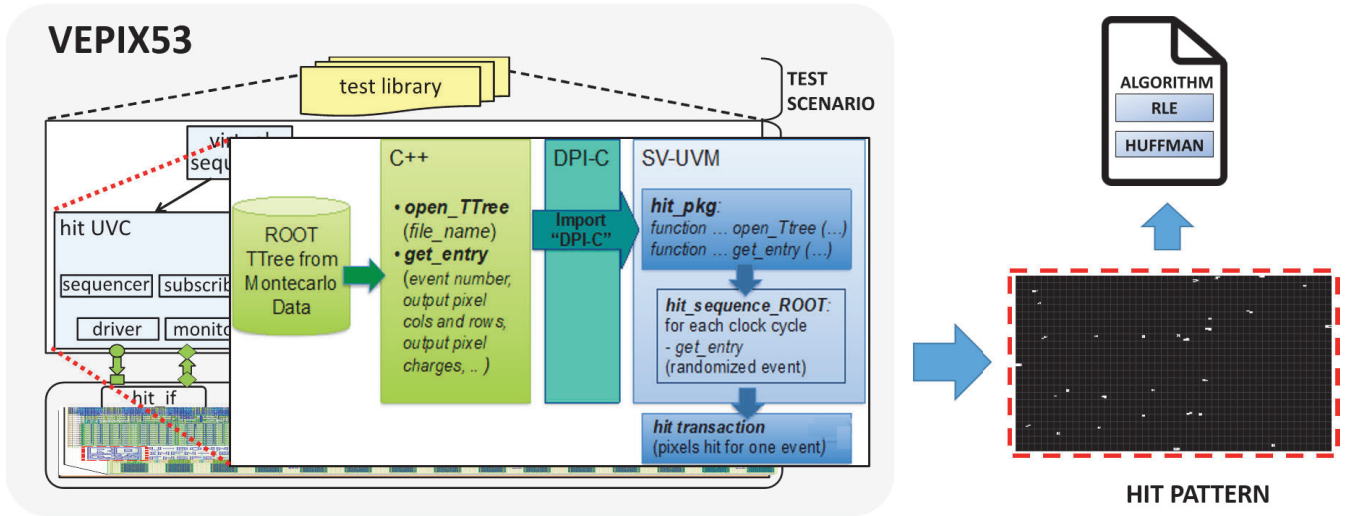 VEPIX53
test library
TEST
SCENARIO
hit UVC
sequencer
driver
hit_if
ROOT
TTree from
Montecarlo
Data
C++
• open_TTree
(file_name)
• get_entry
(event number,
output pixel
cols and rows,
output pixel
charges, .. )
DPI-C
Import
“DPI-C”
SV-UVM
hit_pkg:
function ... open_Ttree (...)
function ... get_entry (...)
hit_sequence_ROOT:
for each clock cycle
- get_entry
(randomized event)
hit transaction
(pixels hit for one event)
ALGORITHM
RLE
HUFFMAN
HIT PATTERN